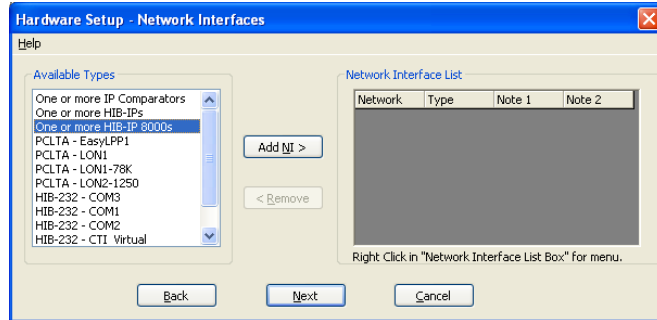 Hardware Setup - Network Interfaces
Help
Available Types
One or more IP Comparators
One or more HIB-IPs
One or more HIB-IP 8000s
PCLTA - EasyLPP1
PCLTA - LON1
PCLTA - LON1-78K
PCLTA - LON2-1250
HIB-232 - COM3
HIB-232 - COM1
HIB-232 - COM2
HIB-232 - CTI Virtual
Add NI >
< Remove
Network Interface List
Network Type Note 1 Note 2
Right Click in "Network Interface List Box" for menu.
Back Next Cancel